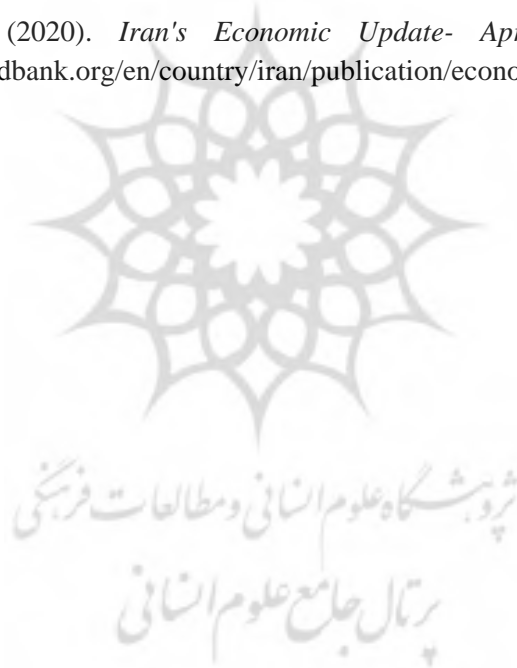 (2020). Iran's Economic Update- Apr
dbank.org/en/country/iran/publication/econo
پژوهشگاه علوم انسانی و مطالعات فرهنگی
پرتال جامع علوم انسانی